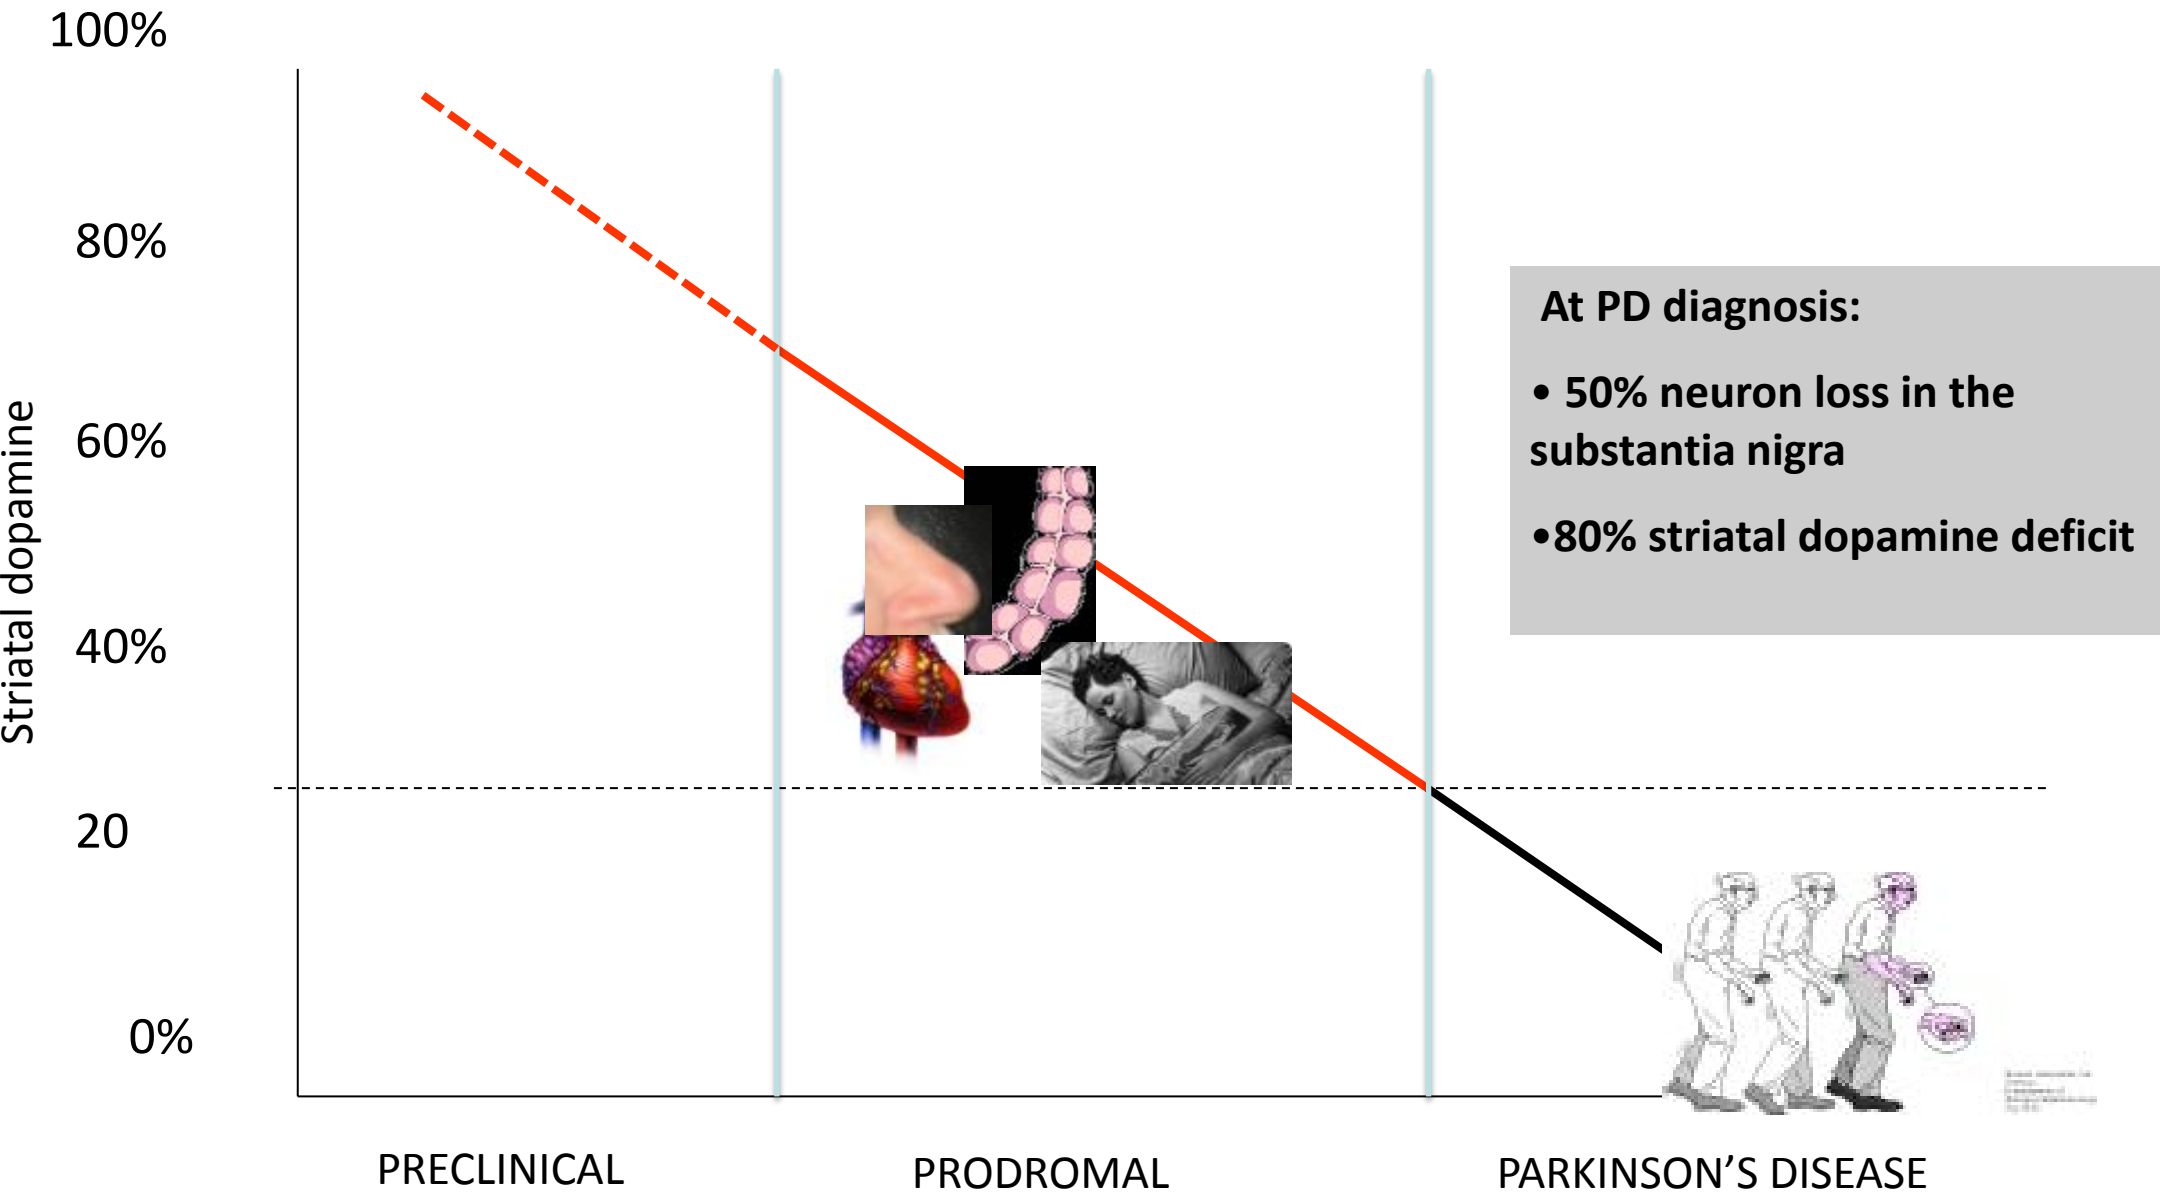 100%
80%
60%
40%
20
0%
Striatal dopamine
At PD diagnosis:
• 50% neuron loss in the
substantia nigra
•80% striatal dopamine deficit
PRECLINICAL
PRODROMAL
PARKINSON’S DISEASE